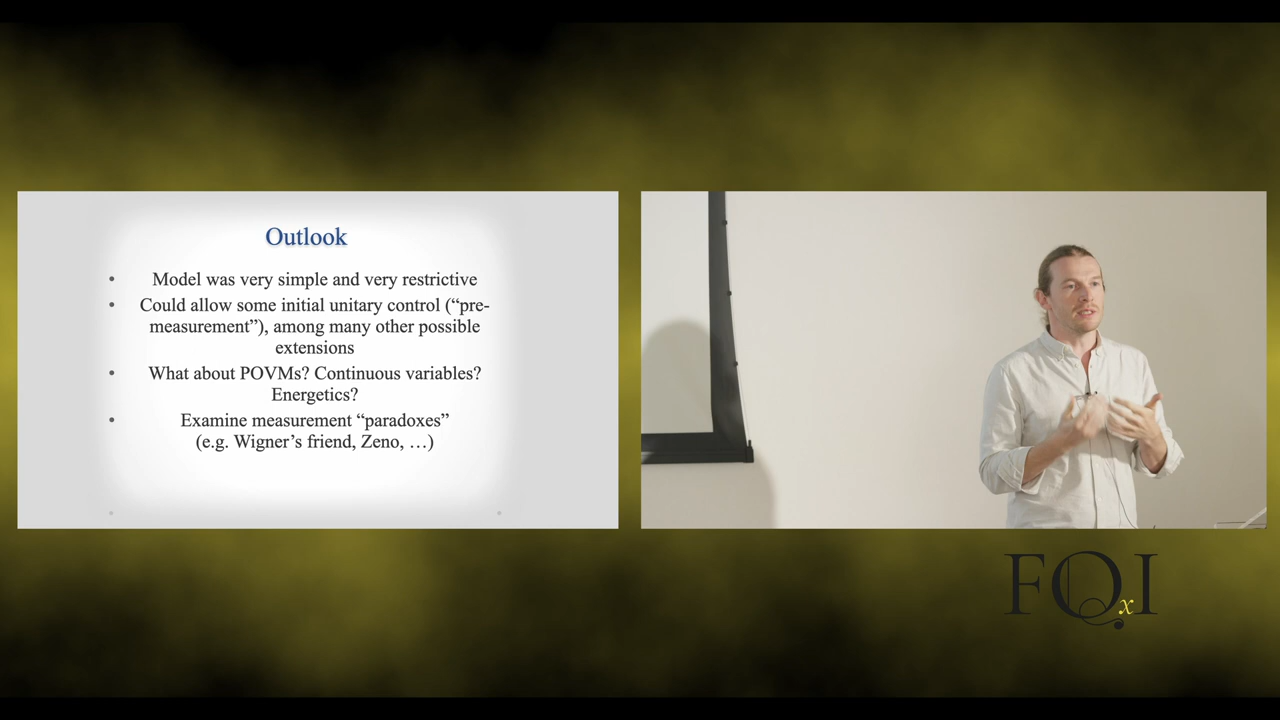 Outlook
• Model was very simple and very restrictive
• Could allow some initial unitary control (“pre-
measurement”), among many other possible
extensions
• What about POVMs? Continuous variables?
Energetics?
• Examine measurement “paradoxes”
(e.g. Wigner’s friend, Zeno, …)
FQxI